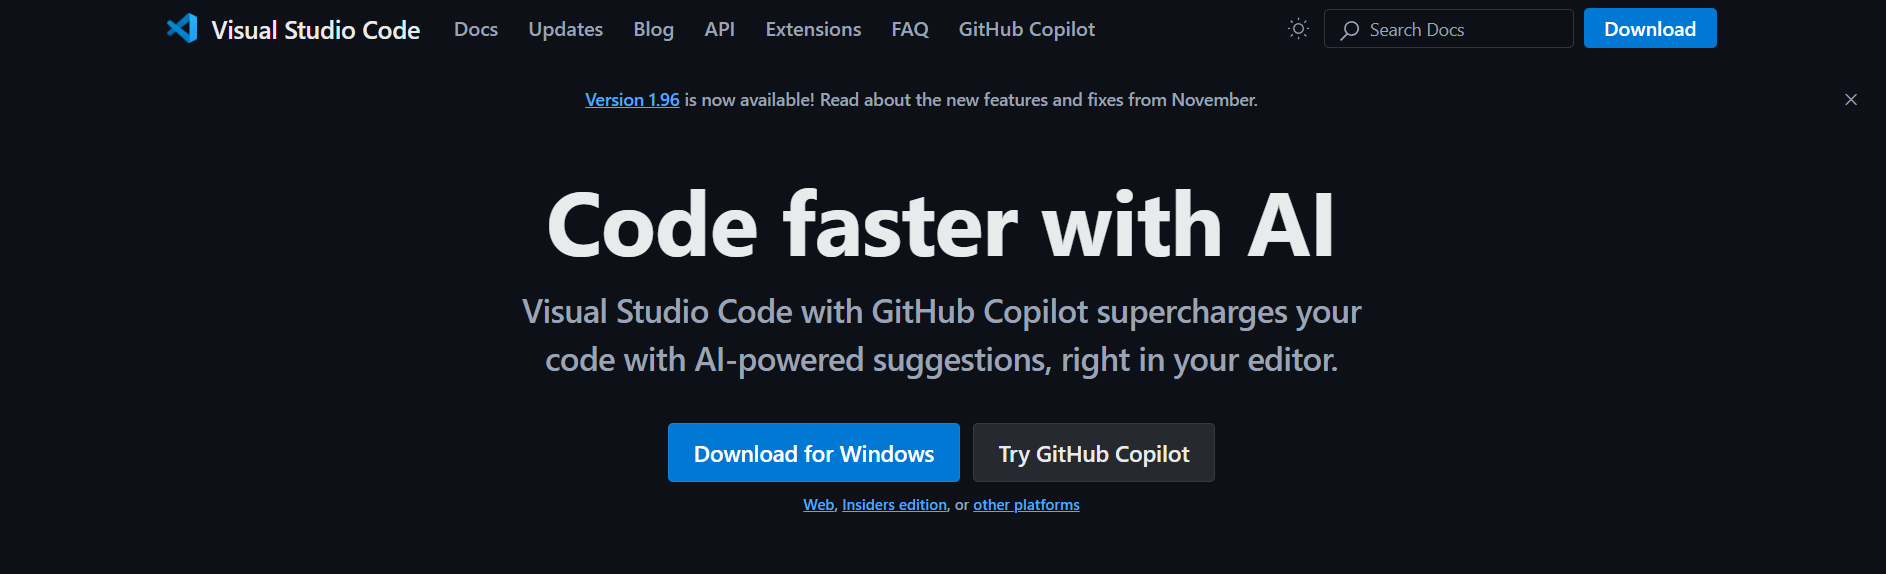 Visual Studio Code Docs Updates Blog API Extensions FAQ GitHub Copilot Search Docs Download
Version 1.96 is now available! Read about the new features and fixes from November.
Code faster with AI
Visual Studio Code with GitHub Copilot supercharges your
code with AI-powered suggestions, right in your editor.
Download for Windows Try GitHub Copilot
Web, Insiders edition, or other platforms